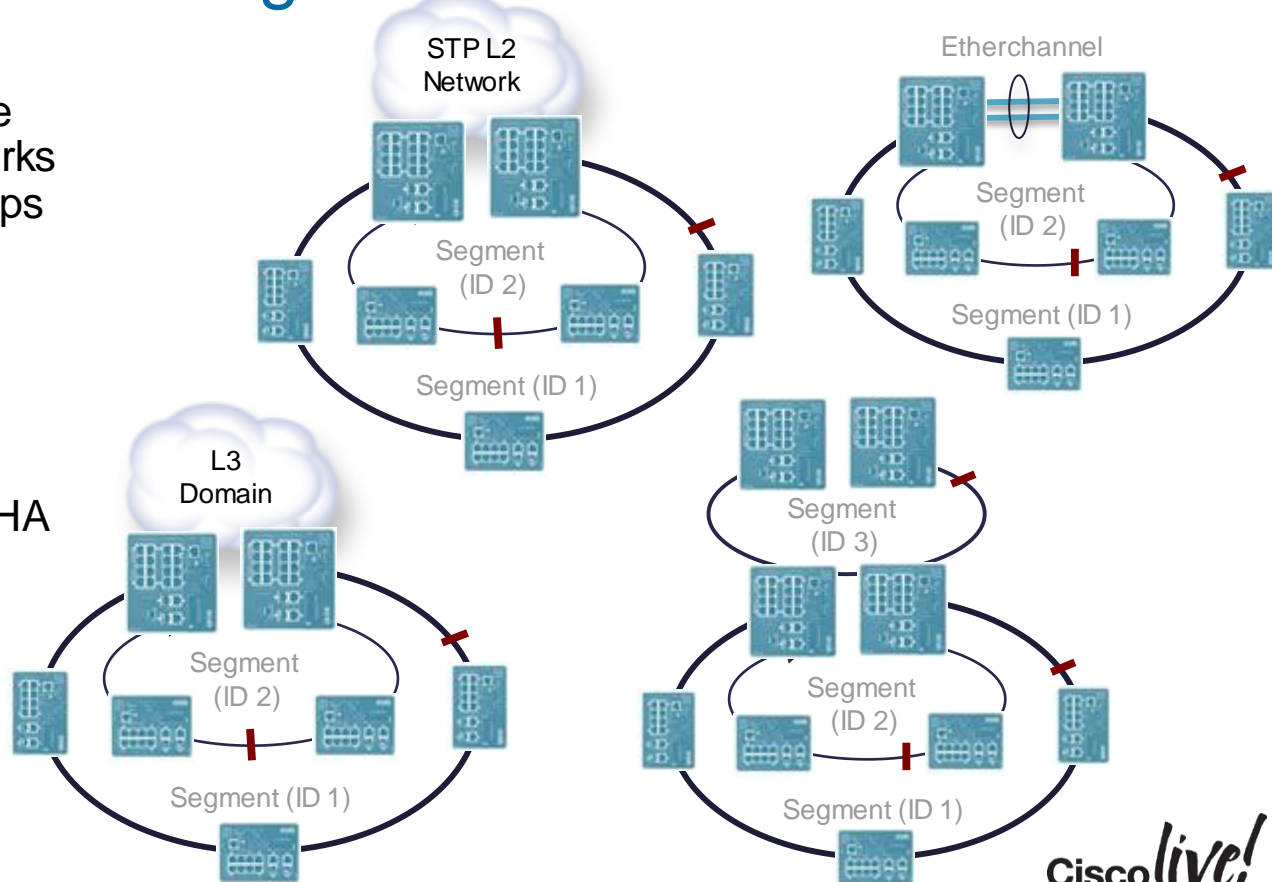 STP L2
Network
Segment
(ID 2)
Segment (ID 1)
Etherchannel
Segment
(ID 2)
Segment (ID 1)
rks
ps
HA
L3
Domain
Segment
(ID 2)
Segment (ID 1)
Segment
(ID 3)
Segment
(ID 2)
Segment (ID 1)
Cisco live!